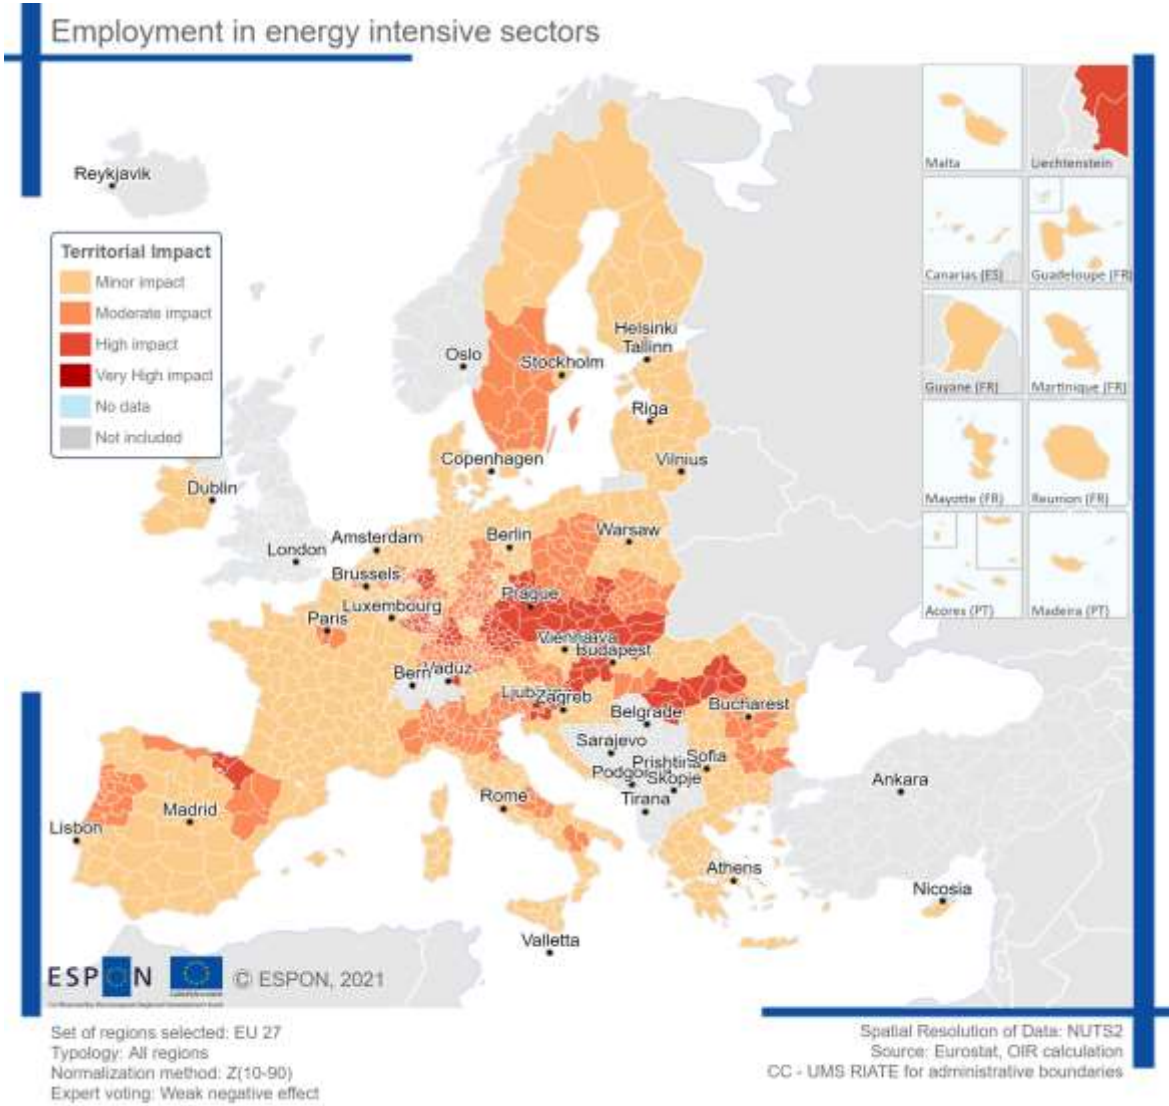 Employment in energy intensive sectors
Reykjavik
Malta
Liechtenstein
Territorial Impact
Minor impact
Moderate impact
High impact
Very High impact
No data
Not included
Canarias (ES)
Guadeloupe (FR)
Guyane (FR)
Martinique (FR)
Mayotte (FR)
Reunion (FR)
Acores (PT)
Madeira (PT)
Helsinki
Tallinn
Oslo
Stockholm
Riga
Copenhagen
Vilnius
Dublin
Amsterdam
Berlin
Warsaw
London
Brussels
Prague
Luxembourg
Paris
Vienna
Budapest
Bern
Vaduz
Zagreb
Belgrade
Bucharest
Sarajevo
Sofia
Skopje
Tirana
Ankara
Rome
Madrid
Lisbon
Athens
Nicosia
Valletta
ESPON
© ESPON, 2021
Set of regions selected: EU 27
Typology: All regions
Normalization method: Z(10-90)
Expert voting: Weak negative effect
Spatial Resolution of Data: NUTS2
Source: Eurostat, OIR calculation
CC - UMS RIATE for administrative boundaries